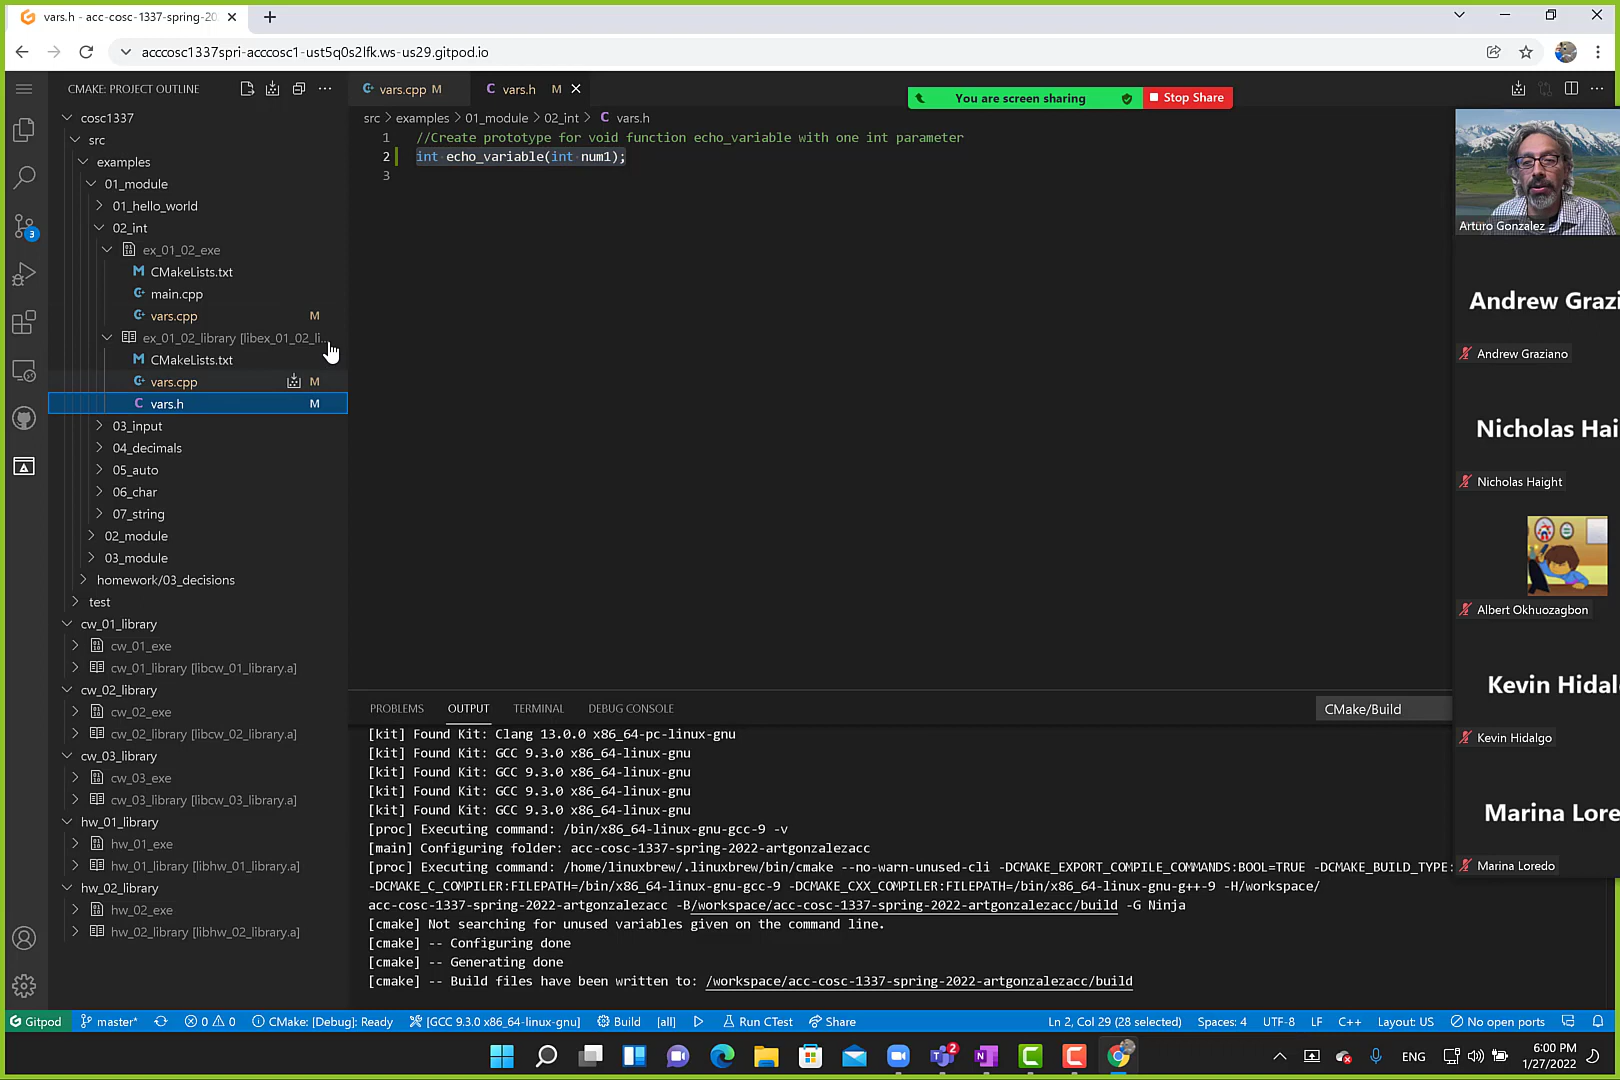 vars.h - acc-cosc-1337-spring-20
acccosc1337spri-acccosc1-ust5q0s2lfk.ws-us29.gitpod.io
CMAKE: PROJECT OUTLINE
vars.cpp M
vars.h M
You are screen sharing
Stop Share
cosc1337
src
examples
01_module
01_hello_world
02_int
ex_01_02_exe
CMakeLists.txt
main.cpp
vars.cpp M
ex_01_02_library [libex_01_02_li...
CMakeLists.txt
vars.cpp M
vars.h M
03_input
04_decimals
05_auto
06_char
07_string
02_module
03_module
homework/03_decisions
test
cw_01_library
cw_01_exe
cw_01_library [libcw_01_library.a]
cw_02_library
cw_02_exe
cw_02_library [libcw_02_library.a]
cw_03_library
cw_03_exe
cw_03_library [libcw_03_library.a]
hw_01_library
hw_01_exe
hw_01_library [libhw_01_library.a]
hw_02_library
hw_02_exe
hw_02_library [libhw_02_library.a]
3
src > examples > 01_module > 02_int > C vars.h
1 //Create prototype for void function echo_variable with one int parameter
2 int echo_variable(int num1);
3
PROBLEMS OUTPUT TERMINAL DEBUG CONSOLE
CMake/Build
[kit] Found Kit: Clang 13.0.0 x86_64-pc-linux-gnu
[kit] Found Kit: GCC 9.3.0 x86_64-linux-gnu
[kit] Found Kit: GCC 9.3.0 x86_64-linux-gnu
[kit] Found Kit: GCC 9.3.0 x86_64-linux-gnu
[kit] Found Kit: GCC 9.3.0 x86_64-linux-gnu
[proc] Executing command: /bin/x86_64-linux-gnu-gcc-9 -v
[main] Configuring folder: acc-cosc-1337-spring-2022-artgonzalezacc
[proc] Executing command: /home/linuxbrew/.linuxbrew/bin/cmake --no-warn-unused-cli -DCMAKE_EXPORT_COMPILE_COMMANDS:BOOL=TRUE -DCMAKE_BUILD_TYPE:
-DCMAKE_C_COMPILER:FILEPATH=/bin/x86_64-linux-gnu-gcc-9 -DCMAKE_CXX_COMPILER:FILEPATH=/bin/x86_64-linux-gnu-g++-9 -H/workspace/
acc-cosc-1337-spring-2022-artgonzalezacc -B/workspace/acc-cosc-1337-spring-2022-artgonzalezacc/build -G Ninja
[cmake] Not searching for unused variables given on the command line.
[cmake] -- Configuring done
[cmake] -- Generating done
[cmake] -- Build files have been written to: /workspace/acc-cosc-1337-spring-2022-artgonzalezacc/build
Arturo Gonzalez
Andrew Grazi
Andrew Graziano
Nicholas Hai
Nicholas Haight
Albert Okhuozagbon
Kevin Hidal
Kevin Hidalgo
Marina Lore
Marina Loredo
Gitpod master* 0 0 CMake: [Debug]: Ready [GCC 9.3.0 x86_64-linux-gnu] Build [all] Run CTest Share Ln 2, Col 29 (28 selected) Spaces: 4 UTF-8 LF C++ Layout: US No open ports
2
ENG
6:00 PM
1/27/2022